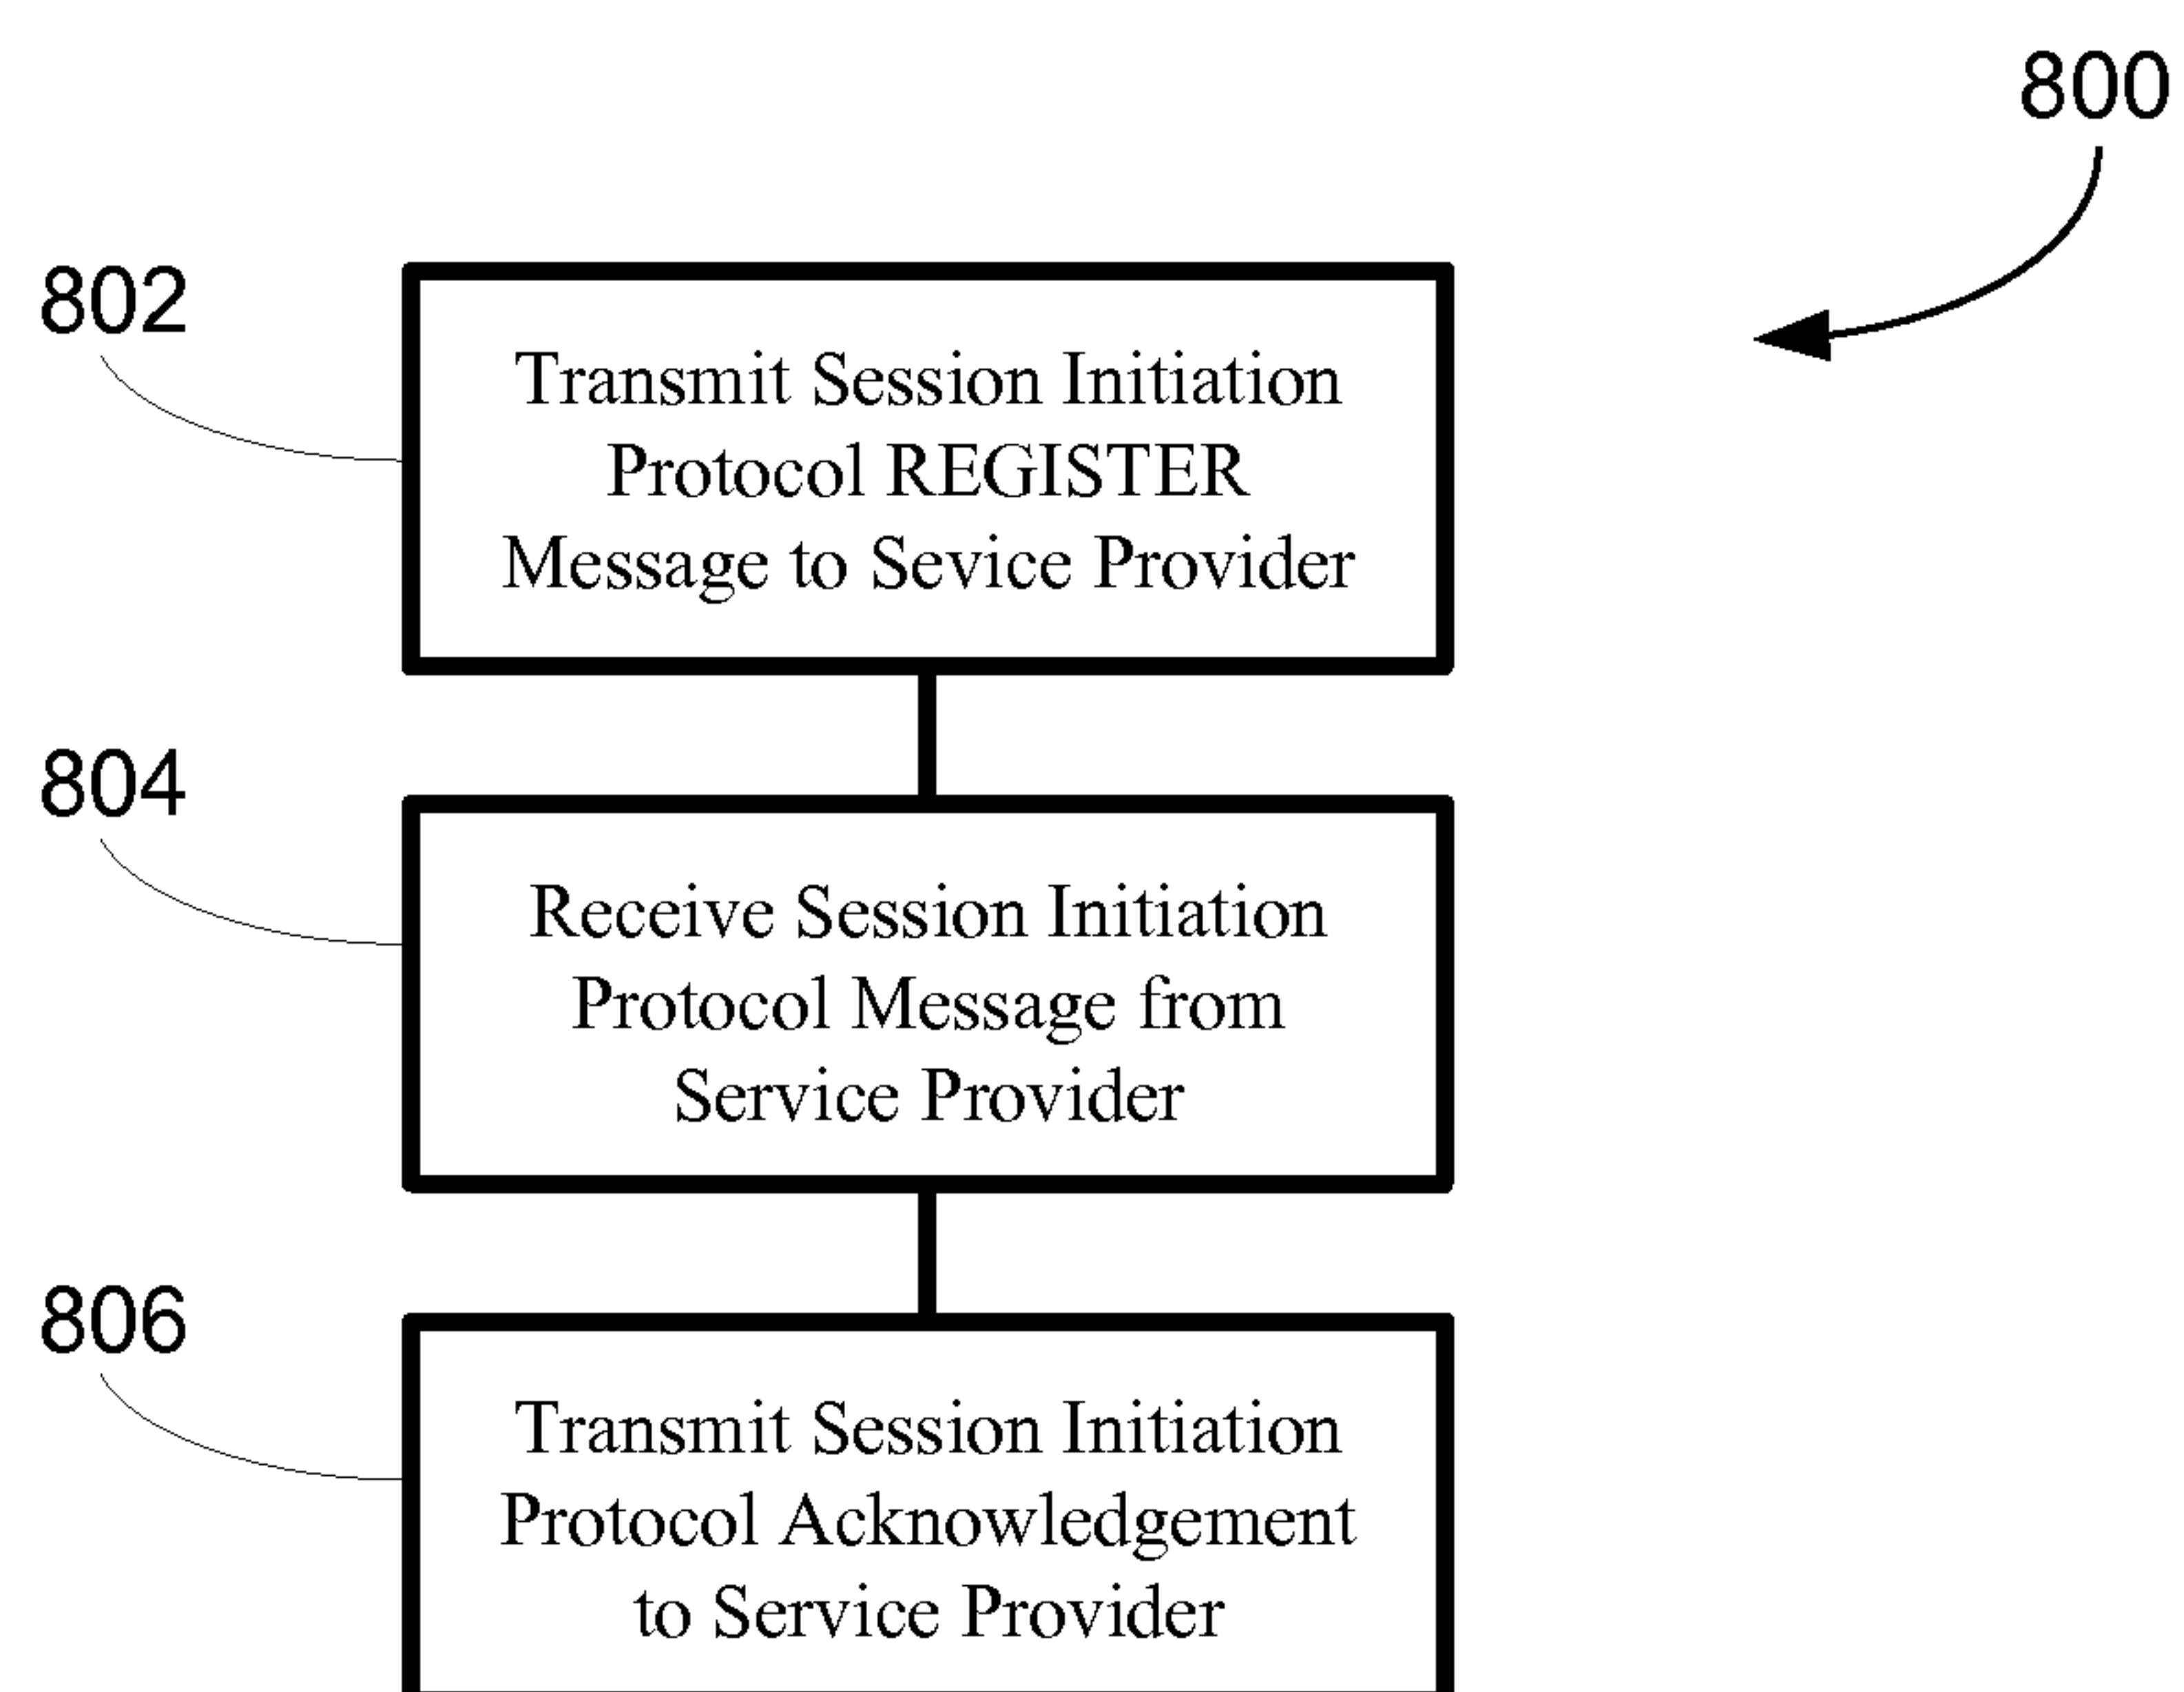 800
802
Transmit Session Initiation
Protocol REGISTER
Message to Sevice Provider
804
Receive Session Initiation
Protocol Message from
Service Provider
806
Transmit Session Initiation
Protocol Acknowledgement
to Service Provider